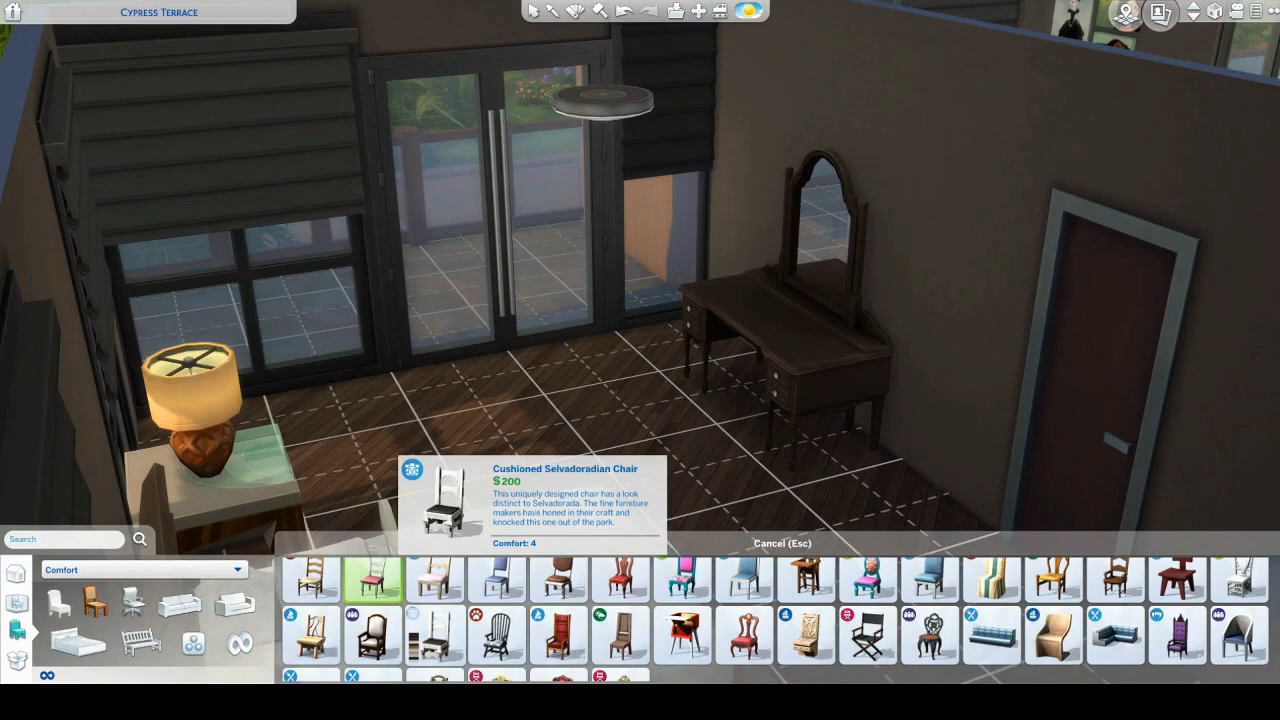 Cypress Terrace
Cushioned Selvadoradian Chair
§200
This uniquely designed chair has a look
distinct to Selvadorada. The fine furniture
makers have honed in their craft and
knocked this one out of the park.
Comfort: 4
Search
Cancel (Esc)
Comfort